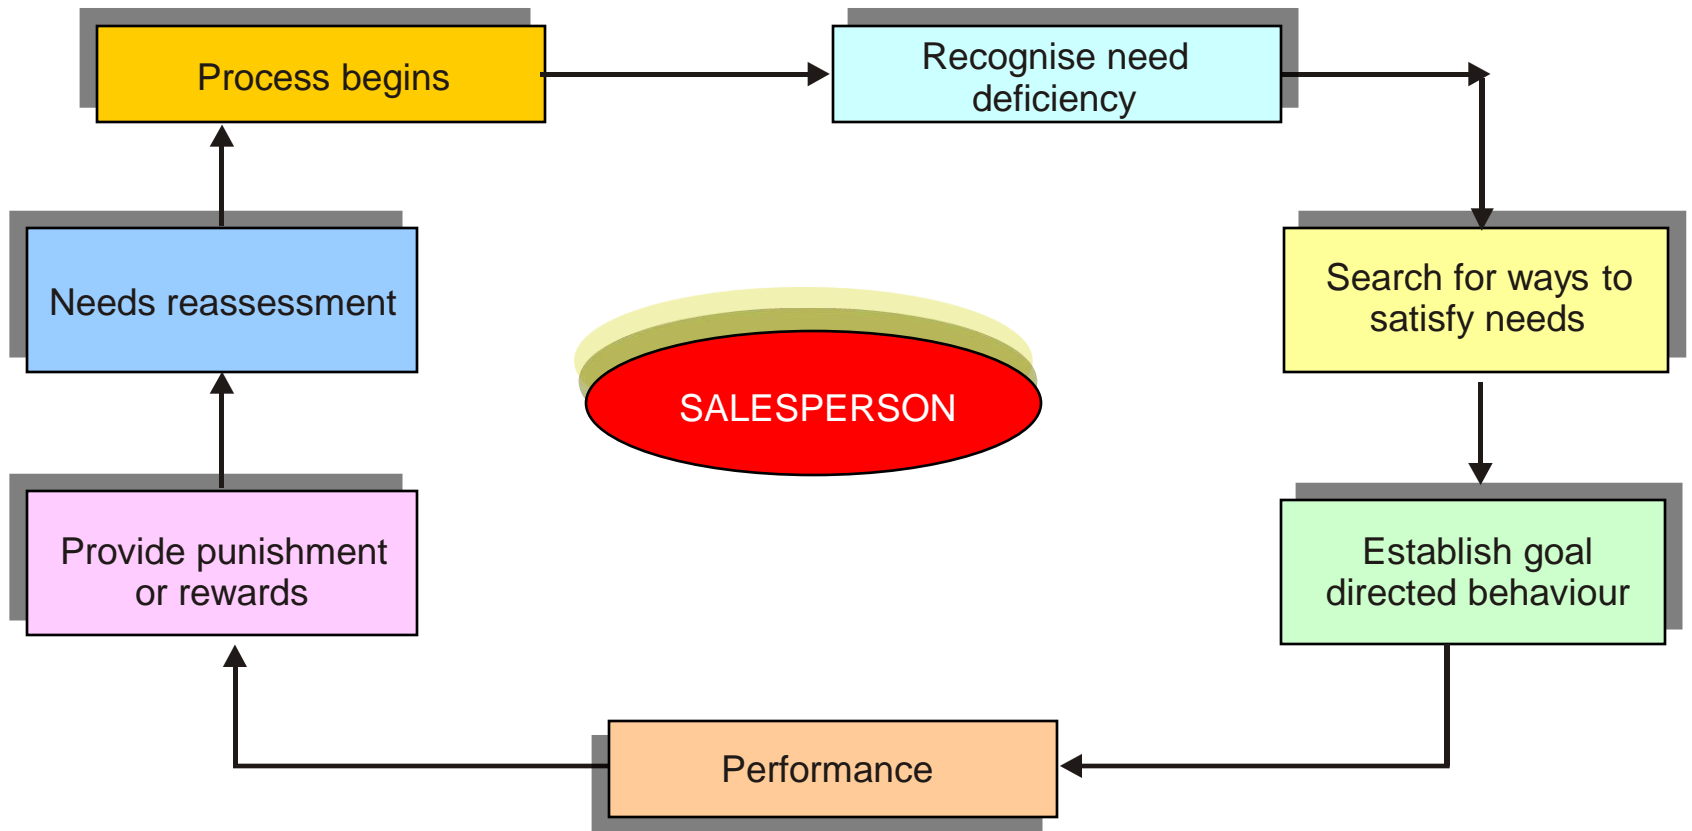 Process begins
Recognise need
deficiency
Needs reassessment
Search for ways to
satisfy needs
SALESPERSON
Provide punishment
or rewards
Establish goal
directed behaviour
Performance